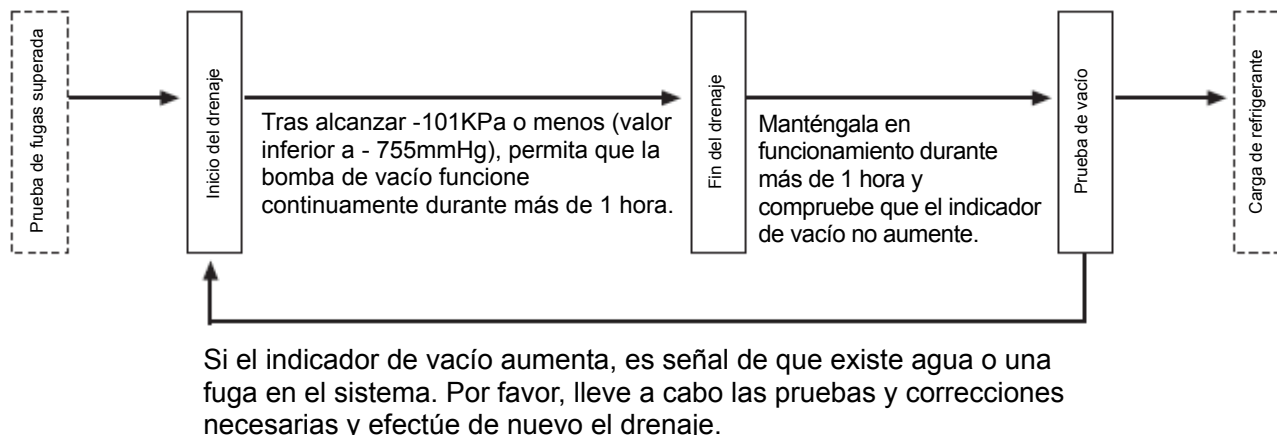 Prueba de fugas superada
Inicio del drenaje
Tras alcanzar -101KPa o menos (valor
inferior a - 755mmHg), permita que la
bomba de vacío funcione
continuamente durante más de 1 hora.
Fin del drenaje
Manténgala en
funcionamiento durante
más de 1 hora y
compruebe que el indicador
de vacío no aumente.
Prueba de vacío
Carga de refrigerante
Si el indicador de vacío aumenta, es señal de que existe agua o una
fuga en el sistema. Por favor, lleve a cabo las pruebas y correcciones
necesarias y efectúe de nuevo el drenaje.